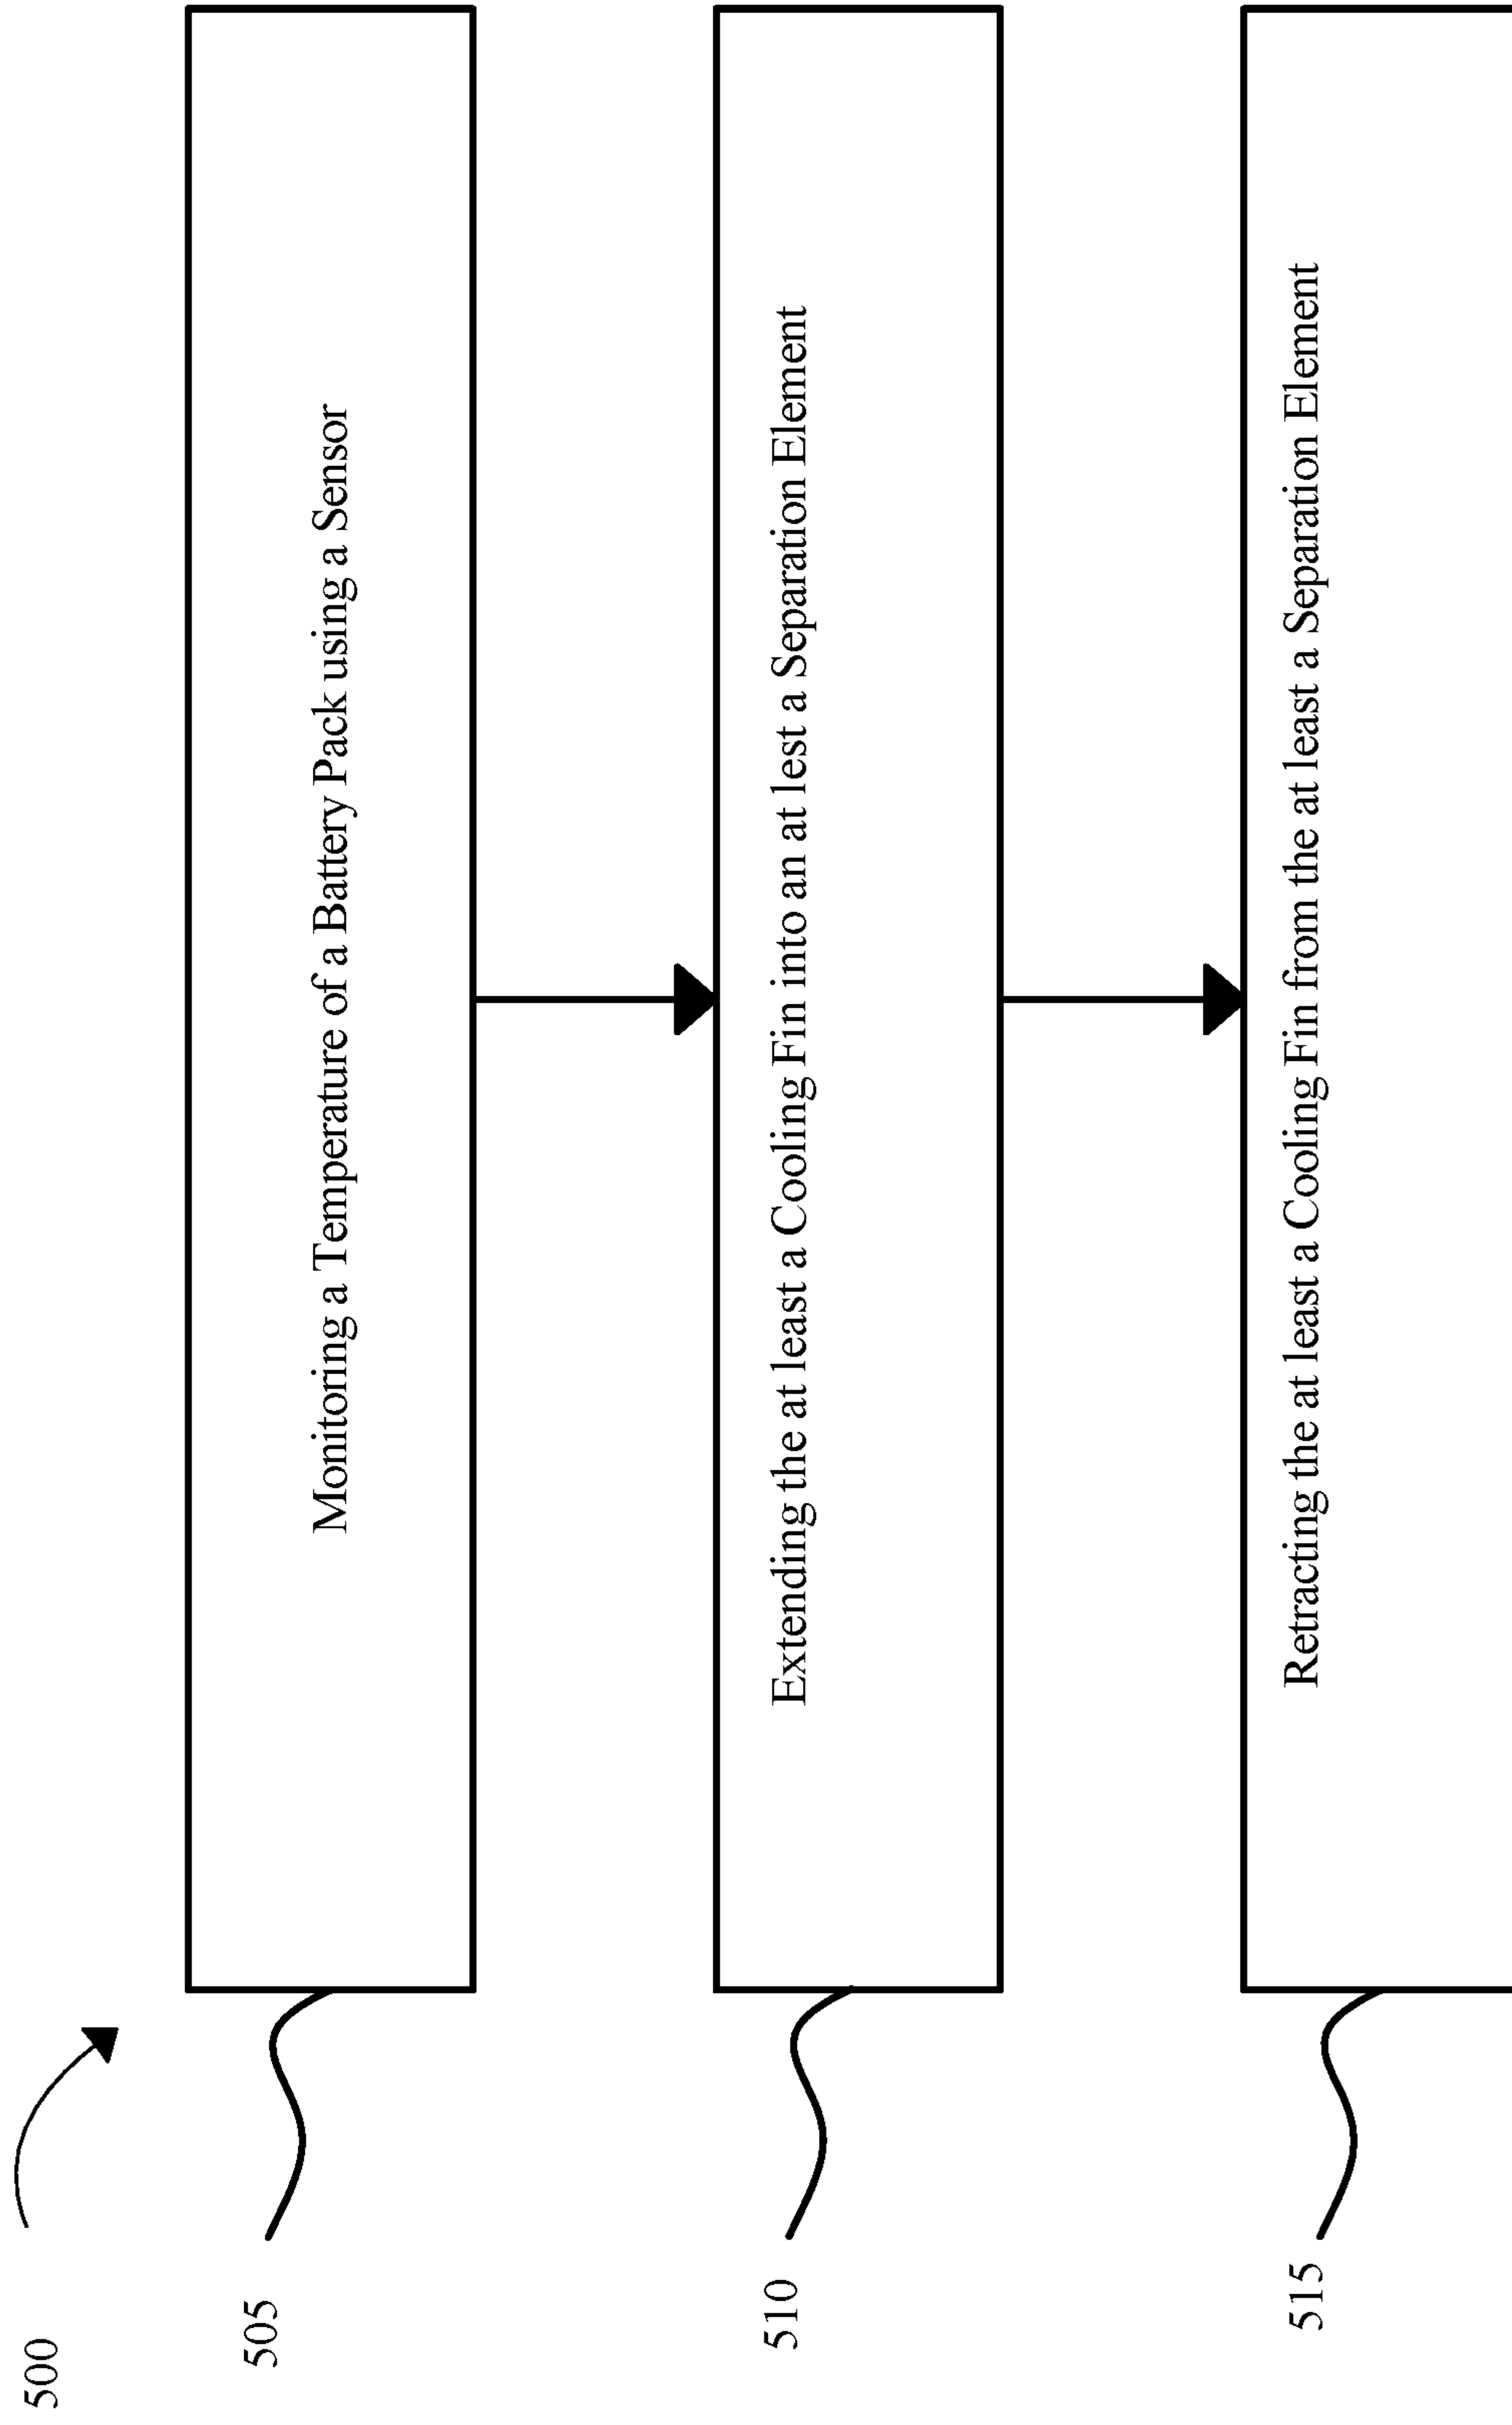 500
505
Monitoring a Temperature of a Battery Pack using a Sensor
510
Extending the at least a Cooling Fin into an at lest a Separation Element
515
Retracting the at least a Cooling Fin from the at least a Separation Element